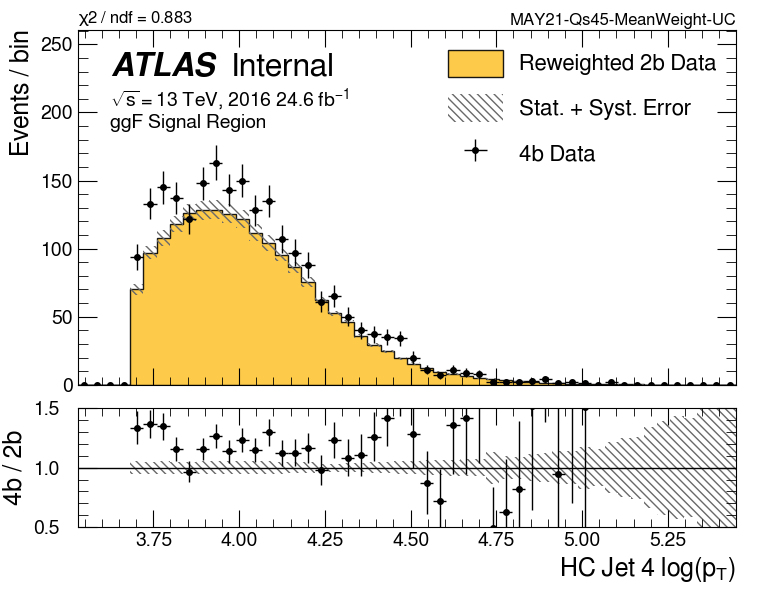 χ2 / ndf = 0.883
MAY21-Qs45-MeanWeight-UC
ATLAS Internal
√s = 13 TeV, 2016 24.6 fb⁻¹
ggF Signal Region
Reweighted 2b Data
Stat. + Syst. Error
4b Data
Events / bin
250
200
150
100
50
0
4b / 2b
1.5
1.0
0.5
3.75 4.00 4.25 4.50 4.75 5.00 5.25
HC Jet 4 log(p_T)